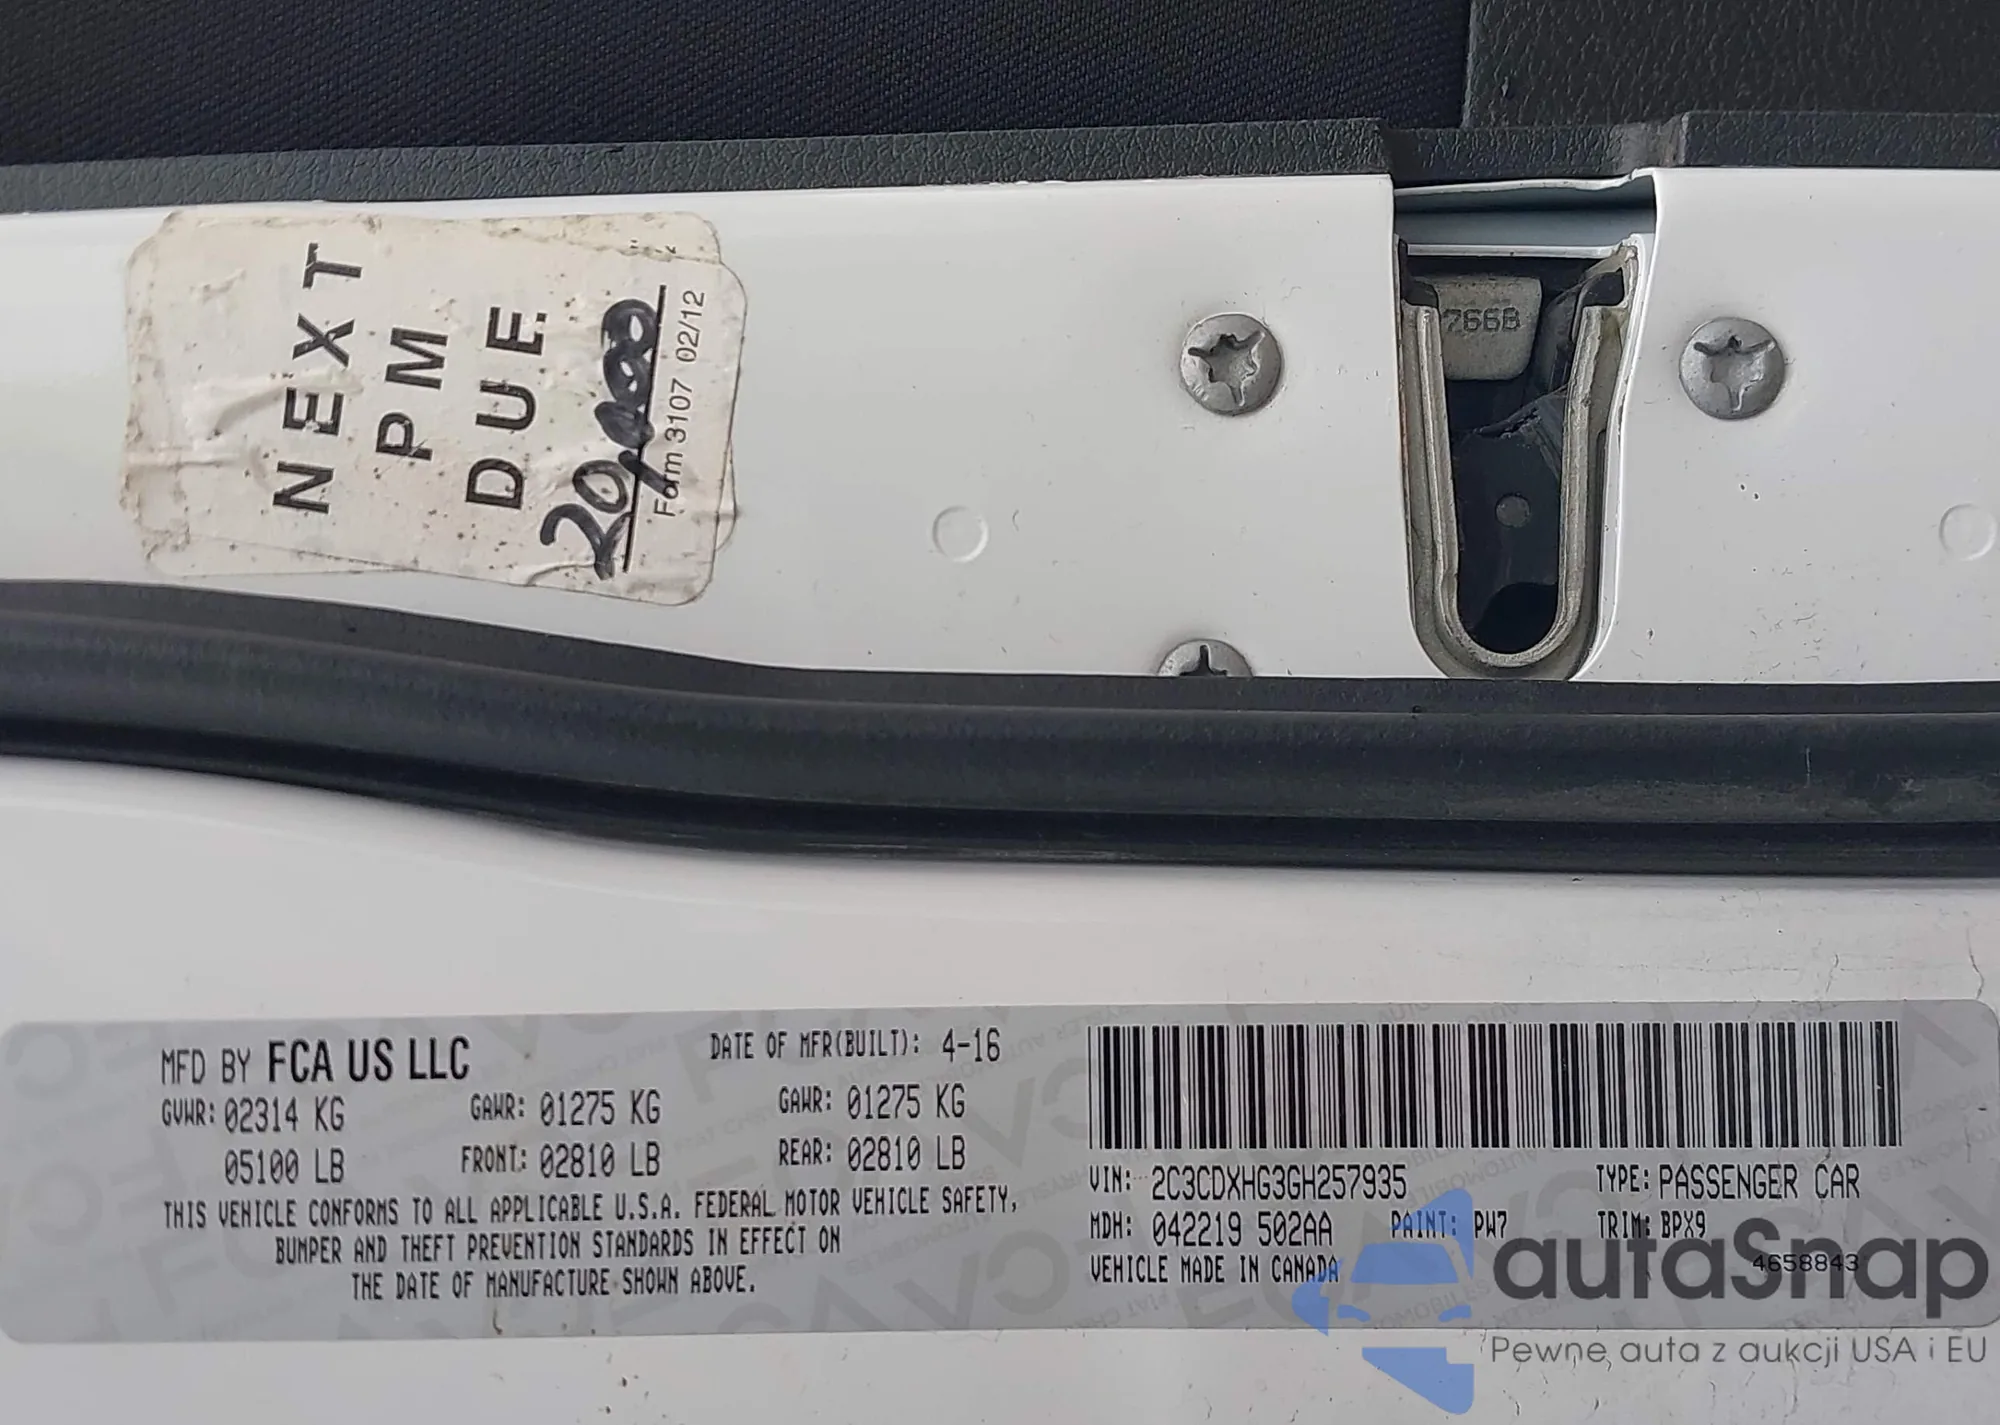 NEXT
PM
DUE:
20,000
Form 3107 02/12
766B
MFD BY FCA US LLC
DATE OF MFR(BUILT): 4-16
GVWR: 02314 KG
05100 LB
GAWR: 01275 KG
FRONT: 02810 LB
GAWR: 01275 KG
REAR: 02810 LB
THIS VEHICLE CONFORMS TO ALL APPLICABLE U.S.A. FEDERAL MOTOR VEHICLE SAFETY,
BUMPER AND THEFT PREVENTION STANDARDS IN EFFECT ON
THE DATE OF MANUFACTURE SHOWN ABOVE.
VIN: 2C3CDXHG3GH257935
TYPE: PASSENGER CAR
MDH: 042219 502AA
PAINT: PW7
TRIM: BPX9
VEHICLE MADE IN CANADA
4658843
autaSnap
Pewne auta z aukcji USA i EU